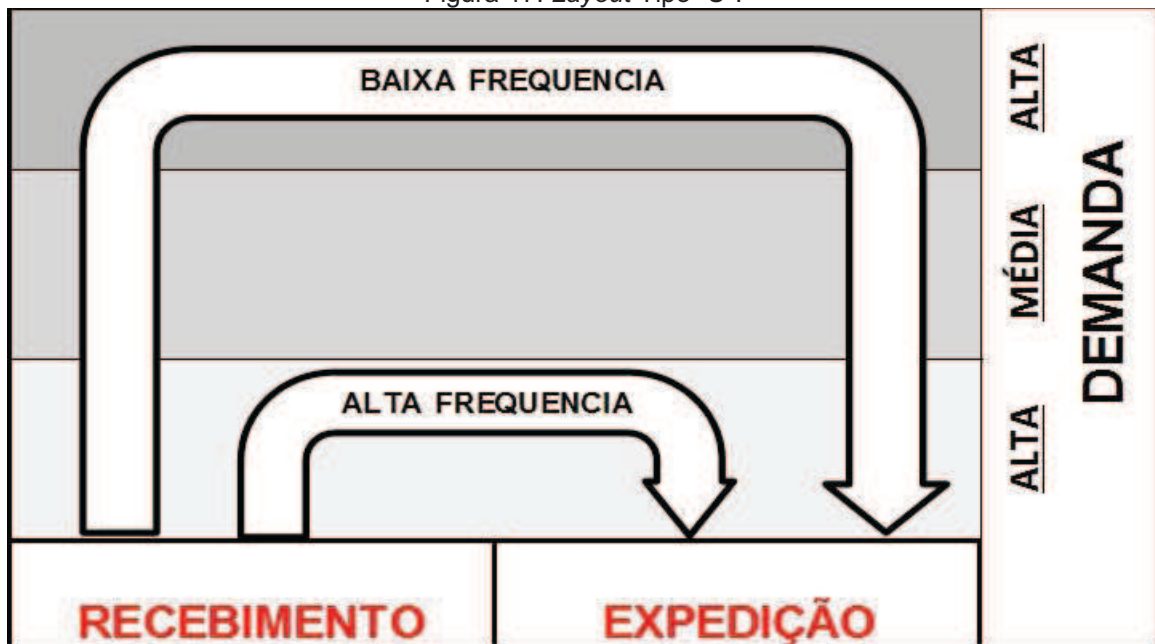 BAIXA FREQUENCIA
ALTA
MÉDIA
DEMANDA
ALTA FREQUENCIA
ALTA
RECEBIMENTO
EXPEDIÇÃO